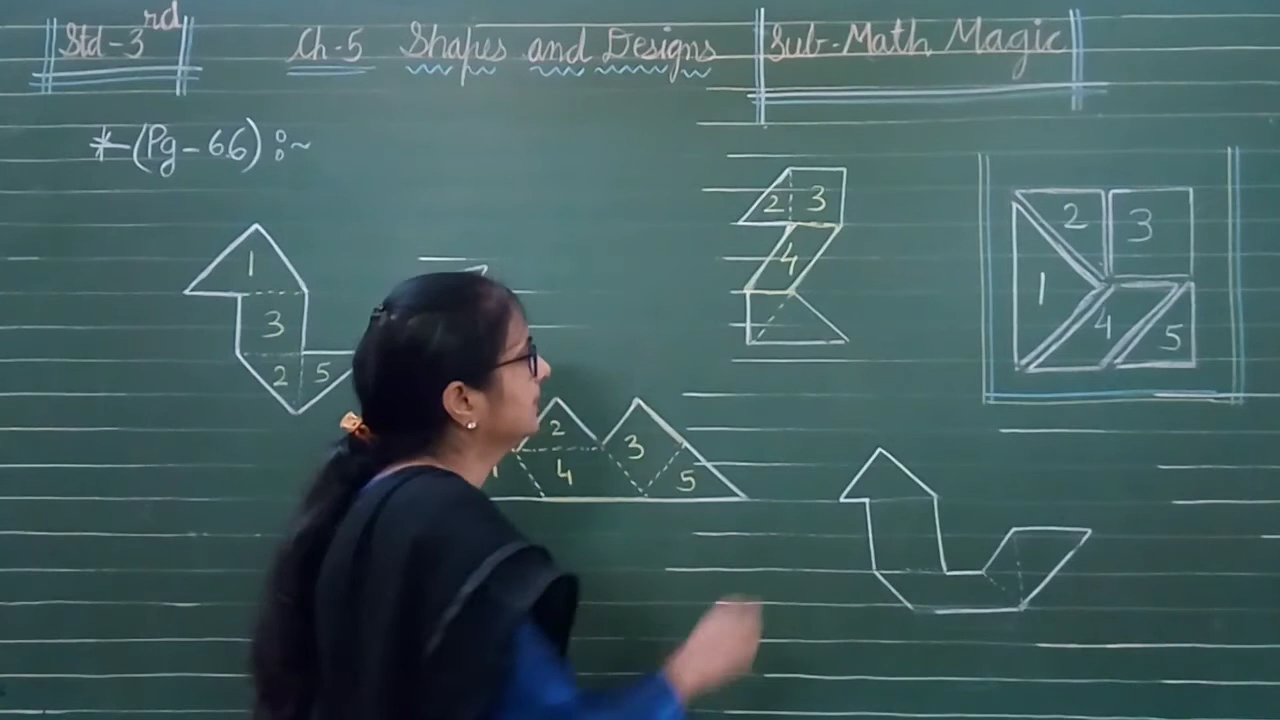 Std-3rd Ch-5 Shapes and Designs Sub-Math Magic
*(Pg-66):~
1
3
2 5
2 3
4
2
4 3 5
2 3
1 4 5